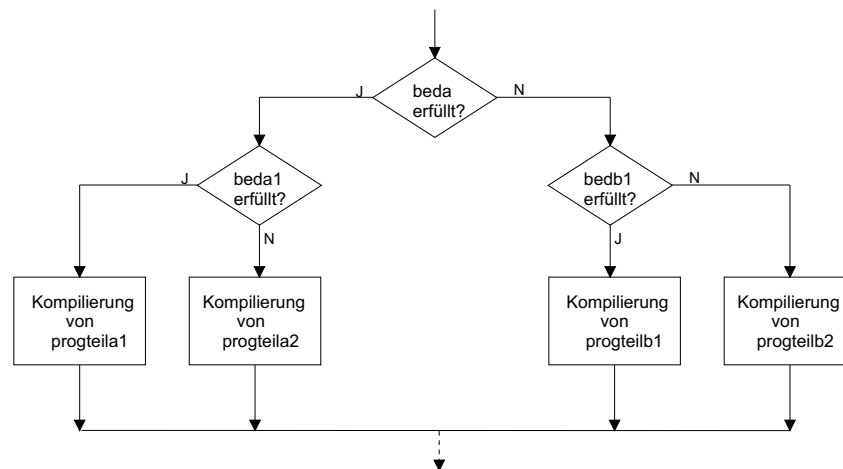 beda
erfüllt?
J
N
beda1
erfüllt?
J
N
bedb1
erfüllt?
N
J
Kompilierung
von
progteila1
Kompilierung
von
progteila2
Kompilierung
von
progteilb1
Kompilierung
von
progteilb2